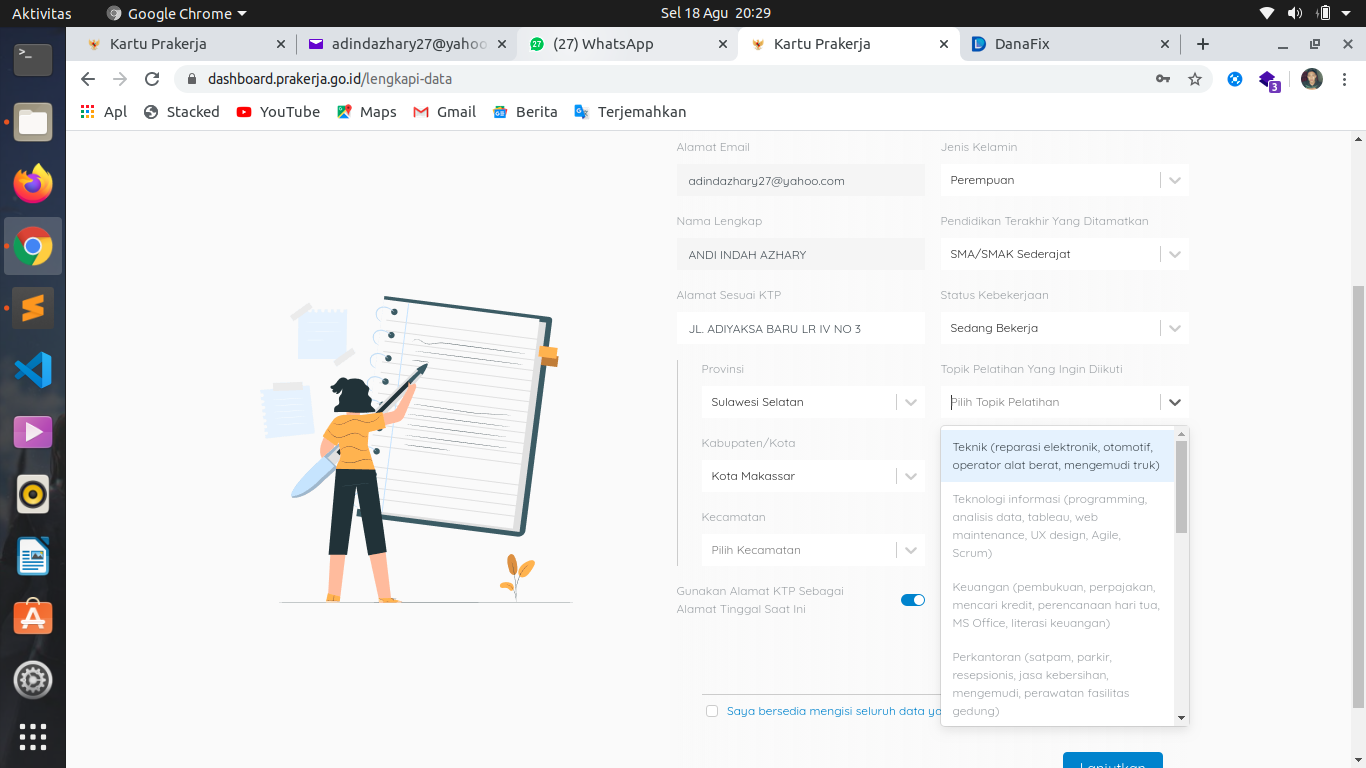 Aktivitas
Google Chrome
Sel 18 Agu 20:29
Kartu Prakerja
adindazhary27@yahoo
(27) WhatsApp
Kartu Prakerja
DanaFix
dashboard.prakerja.go.id/lengkapi-data
3
Apl
Stacked
YouTube
Maps
Gmail
Berita
Terjemahkan
Alamat Email
adindazhary27@yahoo.com
Nama Lengkap
ANDI INDAH AZHARY
Alamat Sesuai KTP
JL. ADIYAKSA BARU LR IV NO 3
Provinsi
Sulawesi Selatan
Kabupaten/Kota
Kota Makassar
Kecamatan
Pilih Kecamatan
Gunakan Alamat KTP Sebagai
Alamat Tinggal Saat Ini
Jenis Kelamin
Perempuan
Pendidikan Terakhir Yang Ditamatkan
SMA/SMAK Sederajat
Status Kebekerjaan
Sedang Bekerja
Topik Pelatihan Yang Ingin Diikuti
Pilih Topik Pelatihan
Teknik (reparasi elektronik, otomotif,
operator alat berat, mengemudi truk)
Teknologi informasi (programming,
analisis data, tableau, web
maintenance, UX design, Agile,
Scrum)
Keuangan (pembukuan, perpajakan,
mencari kredit, perencanaan hari tua,
MS Office, literasi keuangan)
Perkantoran (satpam, parkir,
resepsionis, jasa kebersihan,
mengemudi, perawatan fasilitas
gedung)
Saya bersedia mengisi seluruh data ya
Lanjutkan